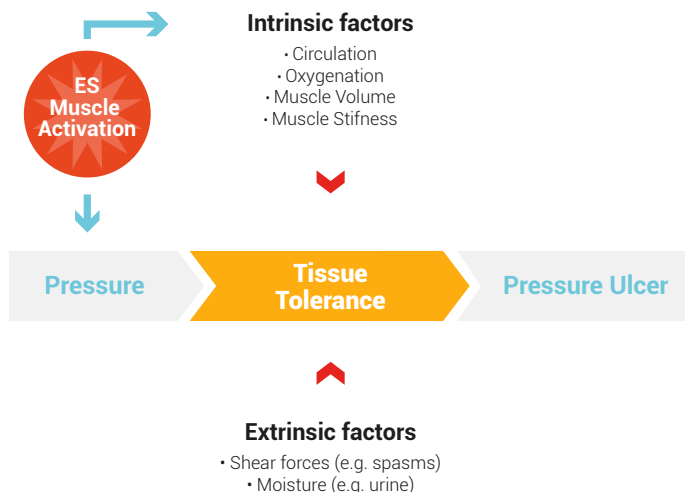 Intrinsic factors
• Circulation
• Oxygenation
• Muscle Volume
• Muscle Stifness
ES
Muscle
Activation
Pressure
Tissue
Tolerance
Pressure Ulcer
Extrinsic factors
• Shear forces (e.g. spasms)
• Moisture (e.g. urine)